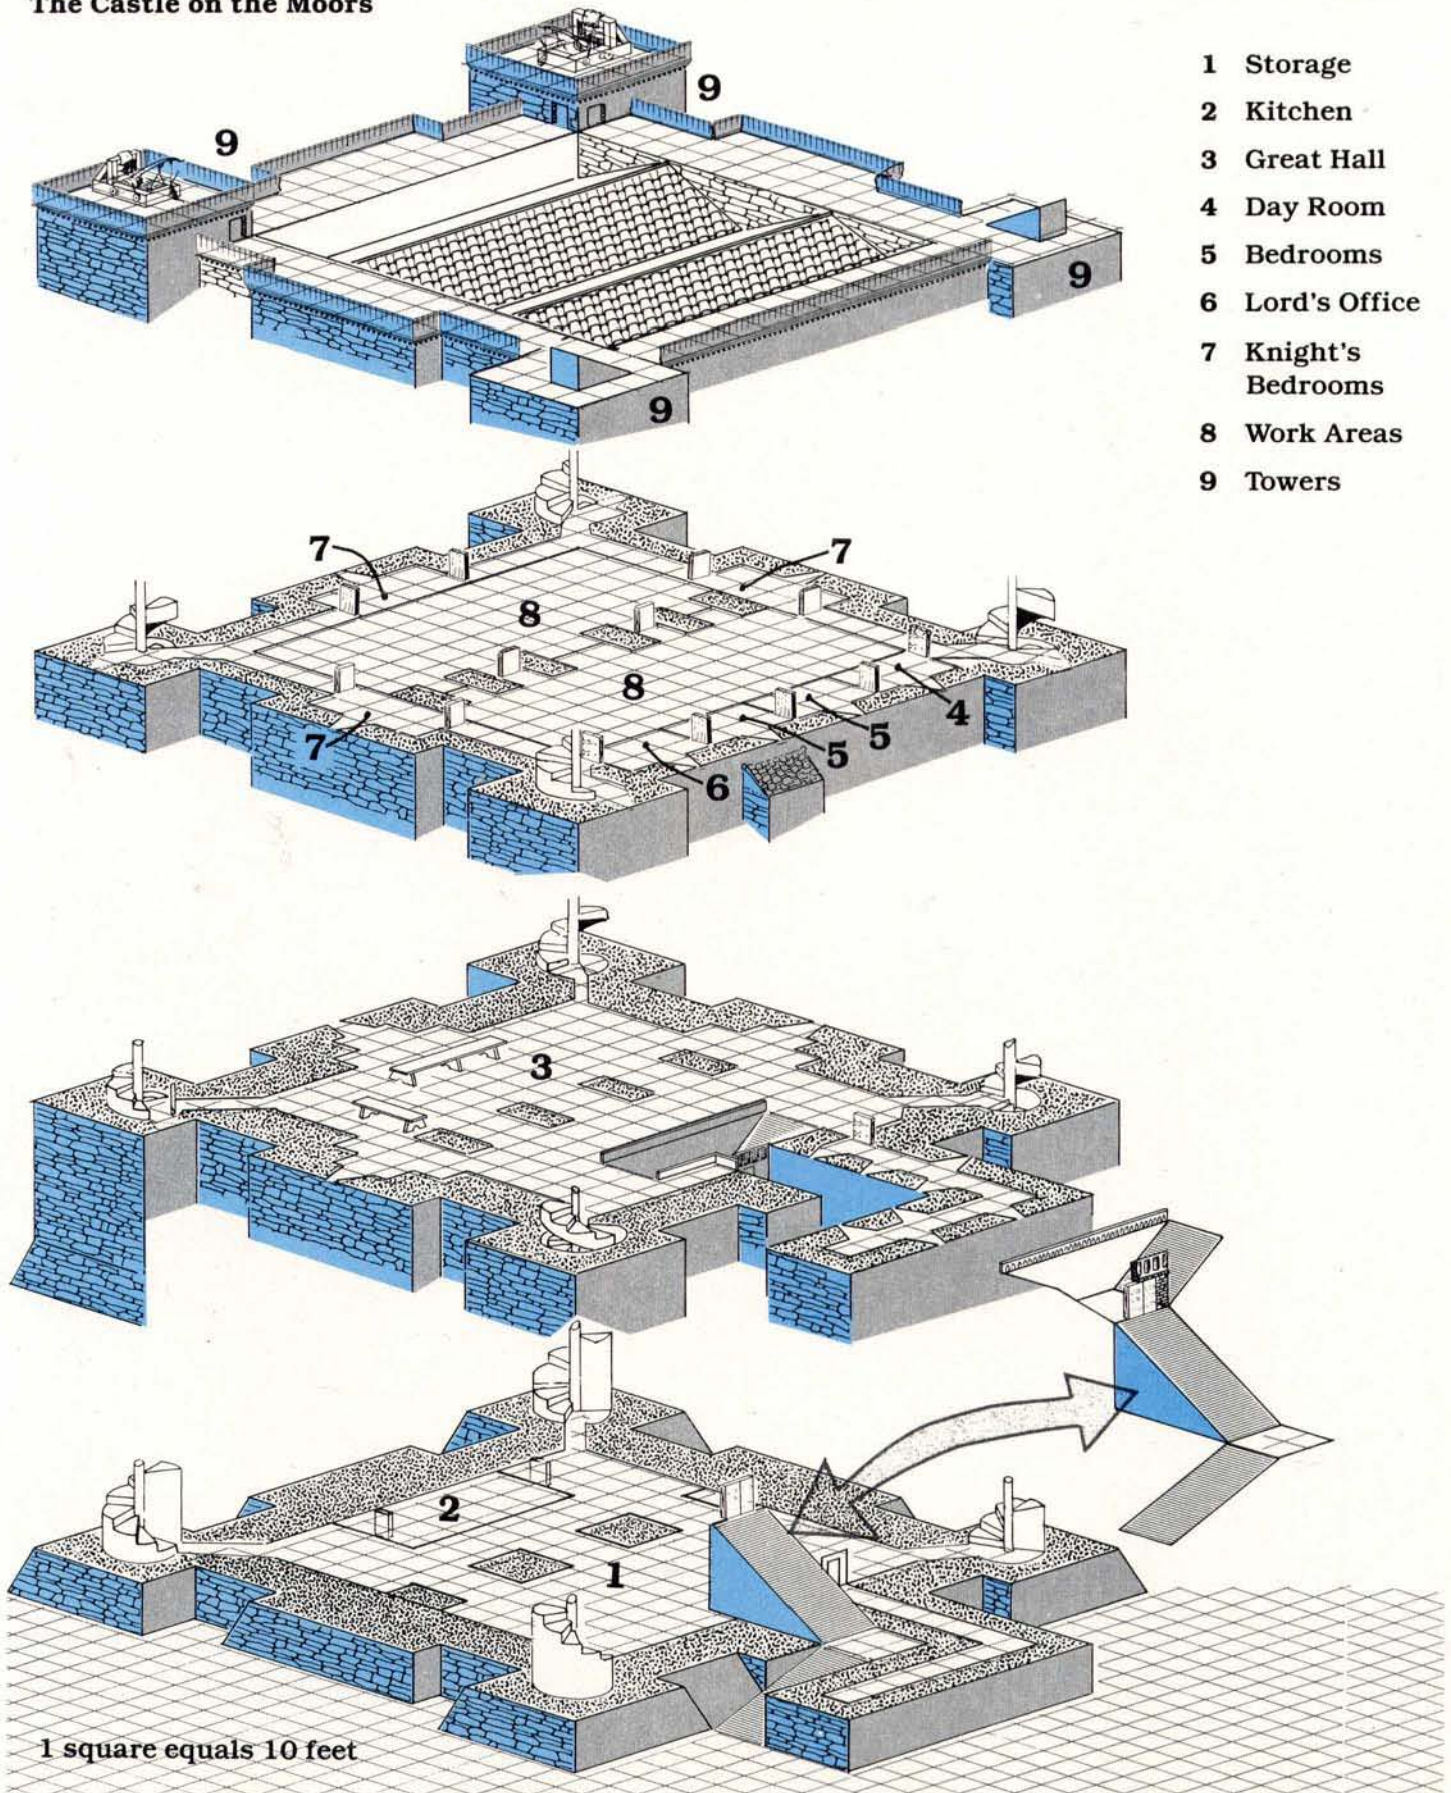 The Castle on the Moors
1 Storage
2 Kitchen
3 Great Hall
4 Day Room
5 Bedrooms
6 Lord's Office
7 Knight's
Bedrooms
8 Work Areas
9 Towers
9
9
9
9
7
7
8
8
4
5
5
7
6
3
2
1
1 square equals 10 feet